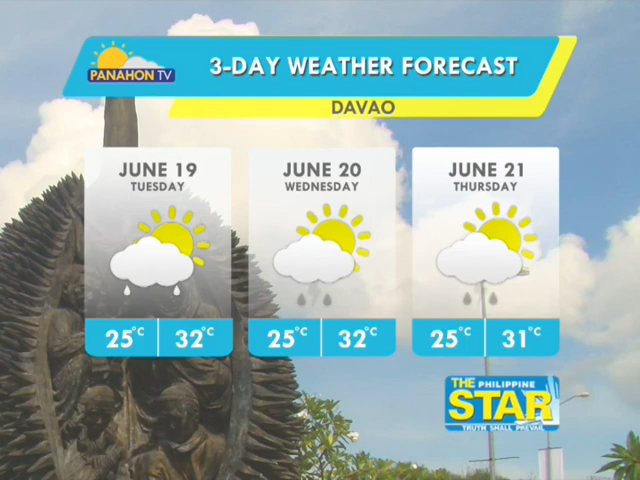 PANAHON TV
3-DAY WEATHER FORECAST
DAVAO
JUNE 19
TUESDAY
25°C
32°C
JUNE 20
WEDNESDAY
25°C
32°C
JUNE 21
THURSDAY
25°C
31°C
THE PHILIPPINE
STAR
TRUTH SHALL PREVAIL